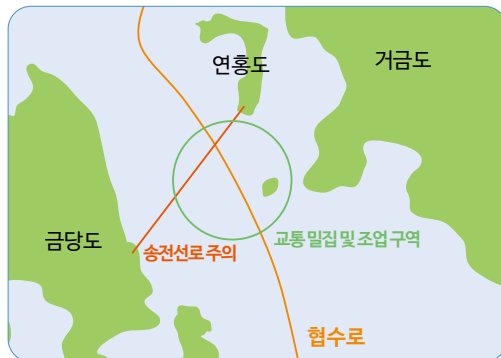 연홍도
거금도
금당도
송전선로 주의
교통 밀집 및 조업 구역
협수로